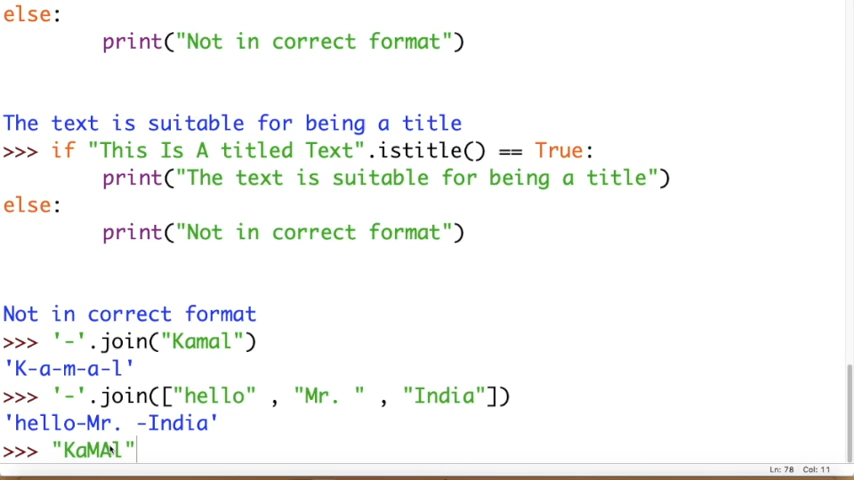 else:
print("Not in correct format")
The text is suitable for being a title
>>> if "This Is A titled Text".istitle() == True:
print("The text is suitable for being a title")
else:
print("Not in correct format")
Not in correct format
>>> '-'.join("Kamal")
'K-a-m-a-l'
>>> '-'.join(["hello" , "Mr. " , "India"])
'hello-Mr. -India'
>>> "KaMAl"
Ln: 78 Col: 11